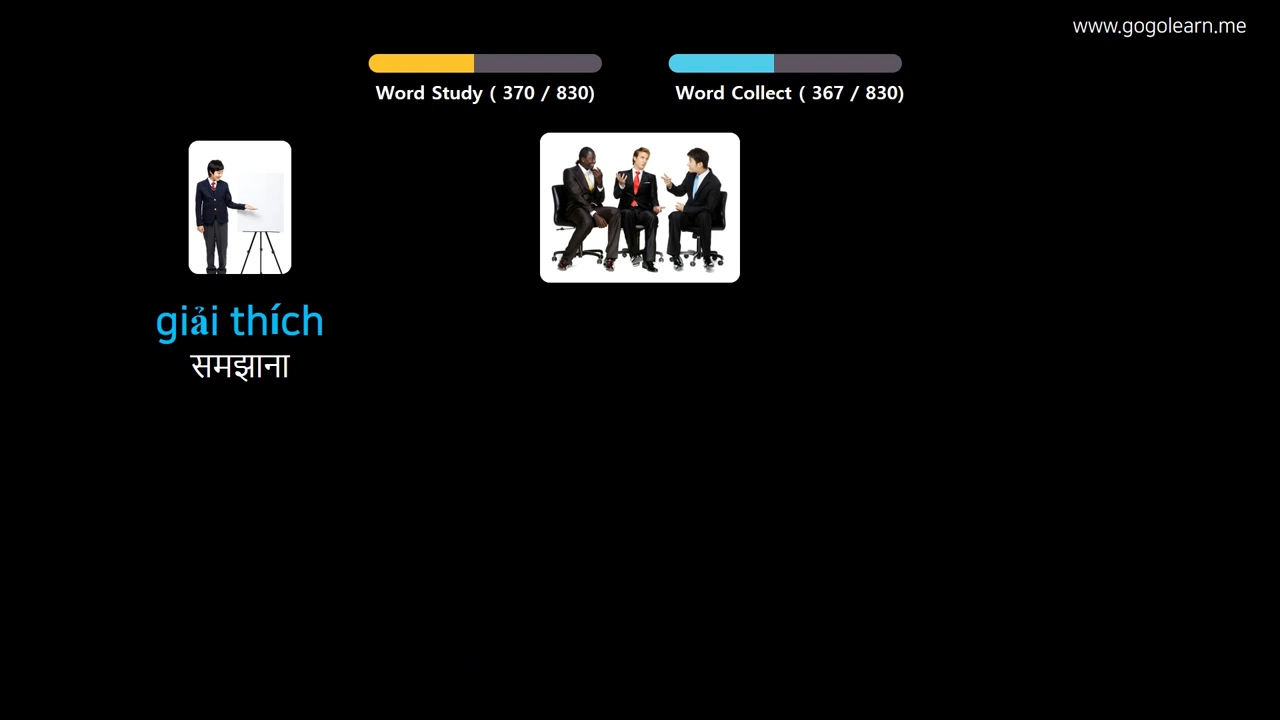 www.gogolearn.me
Word Study ( 370 / 830)
Word Collect ( 367 / 830)
giải thích
समझाना